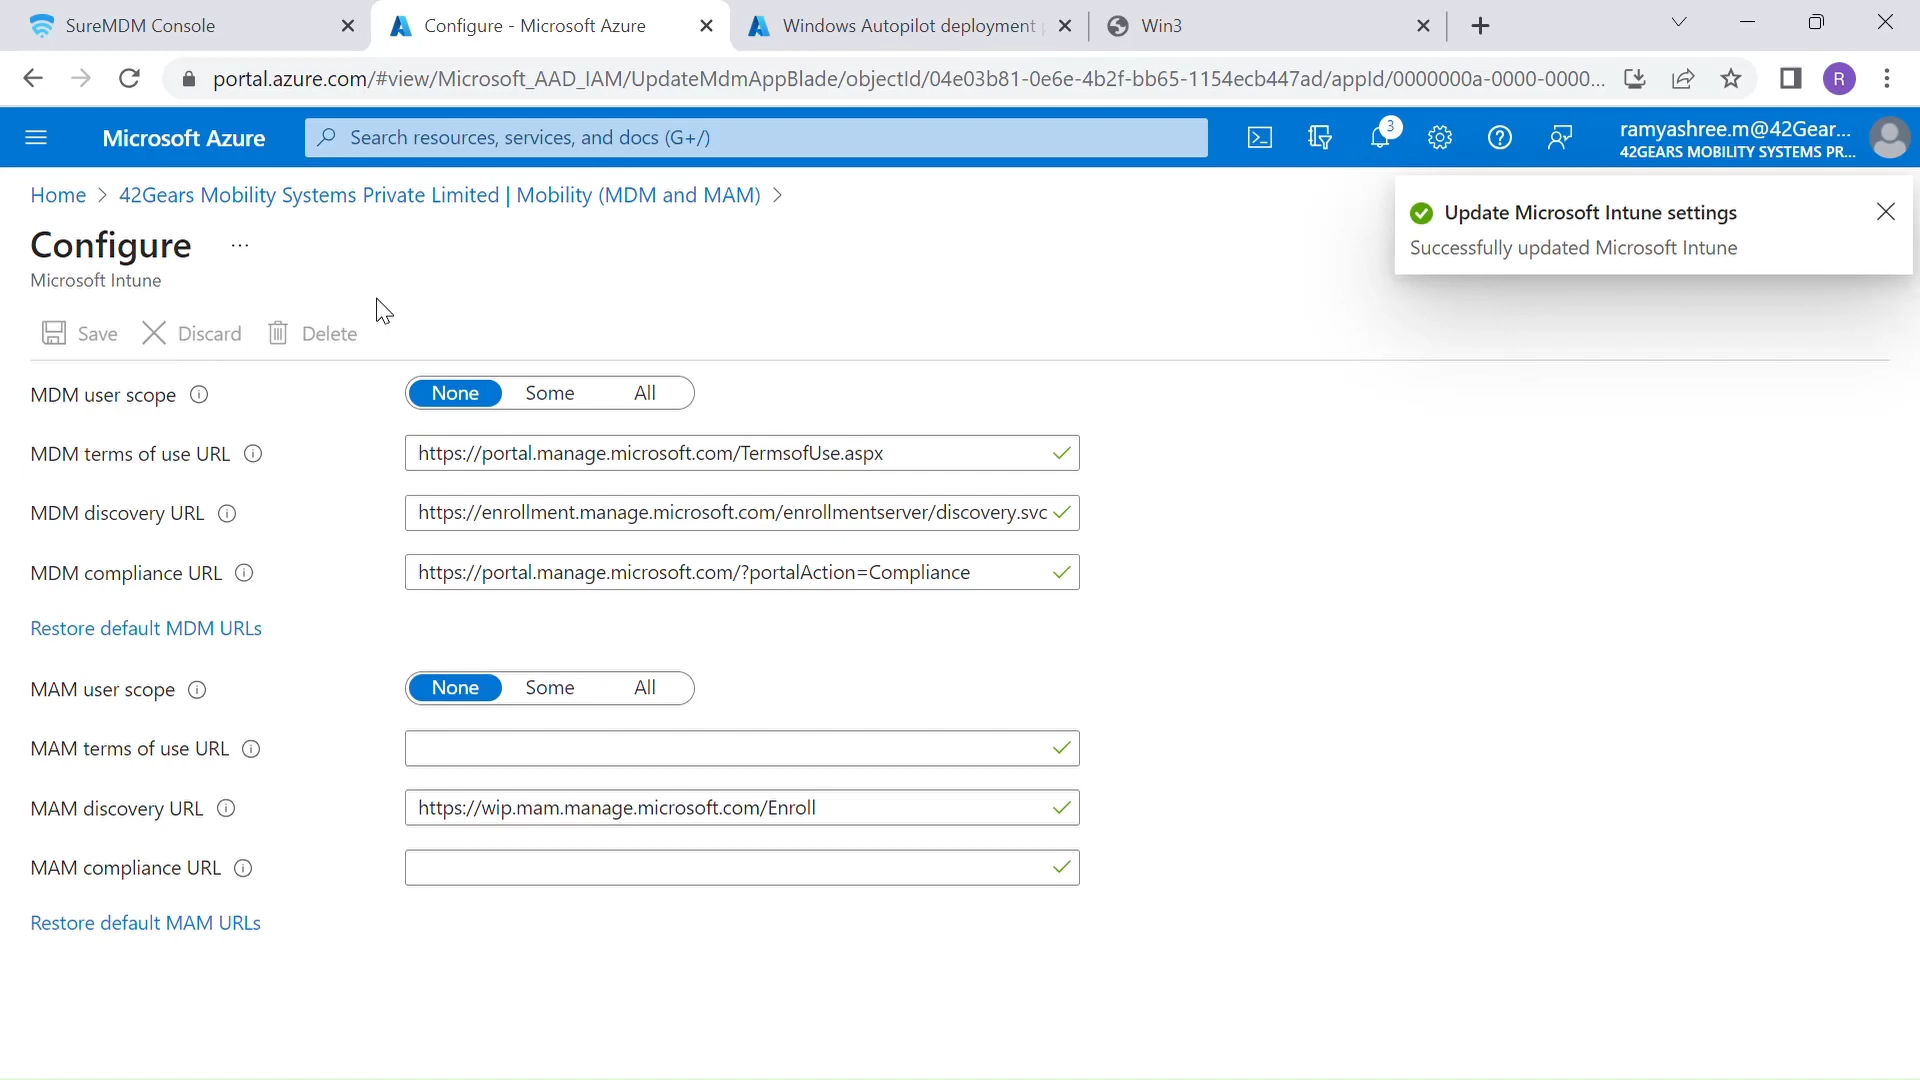 SureMDM Console
Configure - Microsoft Azure
Windows Autopilot deployment
Win3
portal.azure.com/#view/Microsoft_AAD_IAM/UpdateMdmAppBlade/objectId/04e03b81-0e6e-4b2f-bb65-1154ecb447ad/appId/0000000a-0000-0000...
R
Microsoft Azure
Search resources, services, and docs (G+/)
3
ramyashree.m@42Gear...
42GEARS MOBILITY SYSTEMS PR...
Home > 42Gears Mobility Systems Private Limited | Mobility (MDM and MAM) >
Update Microsoft Intune settings
Successfully updated Microsoft Intune
Configure ...
Microsoft Intune
Save Discard Delete
MDM user scope None Some All
MDM terms of use URL https://portal.manage.microsoft.com/TermsofUse.aspx
MDM discovery URL https://enrollment.manage.microsoft.com/enrollmentserver/discovery.svc
MDM compliance URL https://portal.manage.microsoft.com/?portalAction=Compliance
Restore default MDM URLs
MAM user scope None Some All
MAM terms of use URL
MAM discovery URL https://wip.mam.manage.microsoft.com/Enroll
MAM compliance URL
Restore default MAM URLs